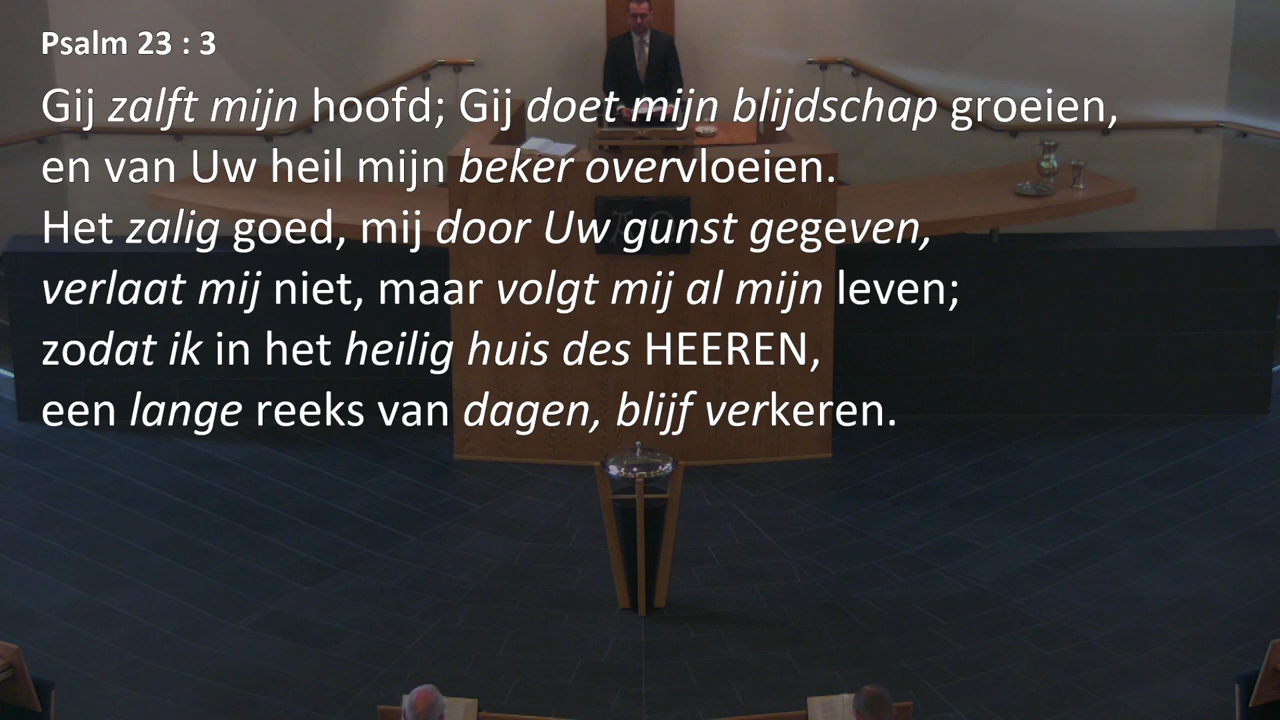 Psalm 23 : 3
Gij zalft mijn hoofd; Gij doet mijn blijdschap groeien,
en van Uw heil mijn beker overvloeien.
Het zalig goed, mij door Uw gunst gegeven,
verlaat mij niet, maar volgt mij al mijn leven;
zodat ik in het heilig huis des HEEREN,
een lange reeks van dagen, blijf verkeren.